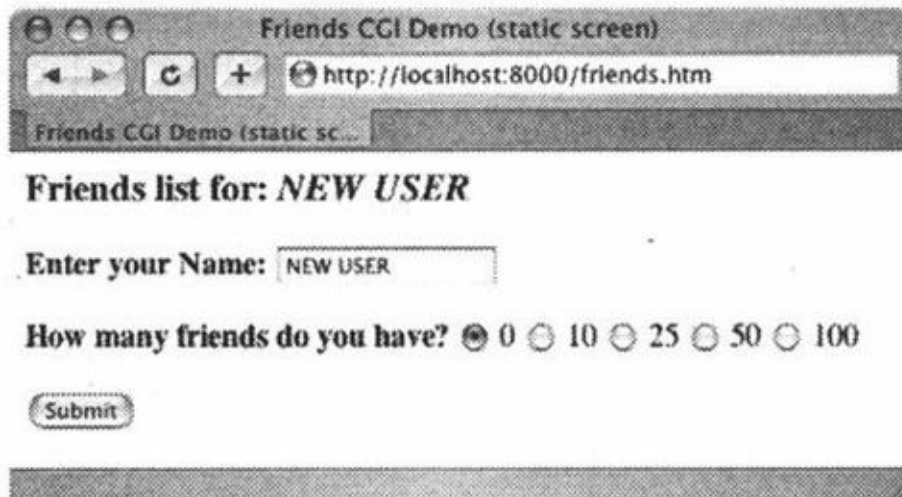 Friends CGI Demo (static screen)
http://localhost:8000/friends.htm
Friends CGI Demo (static sc...
Friends list for: NEW USER
Enter your Name: NEW USER
How many friends do you have? 0 10 25 50 100
Submit